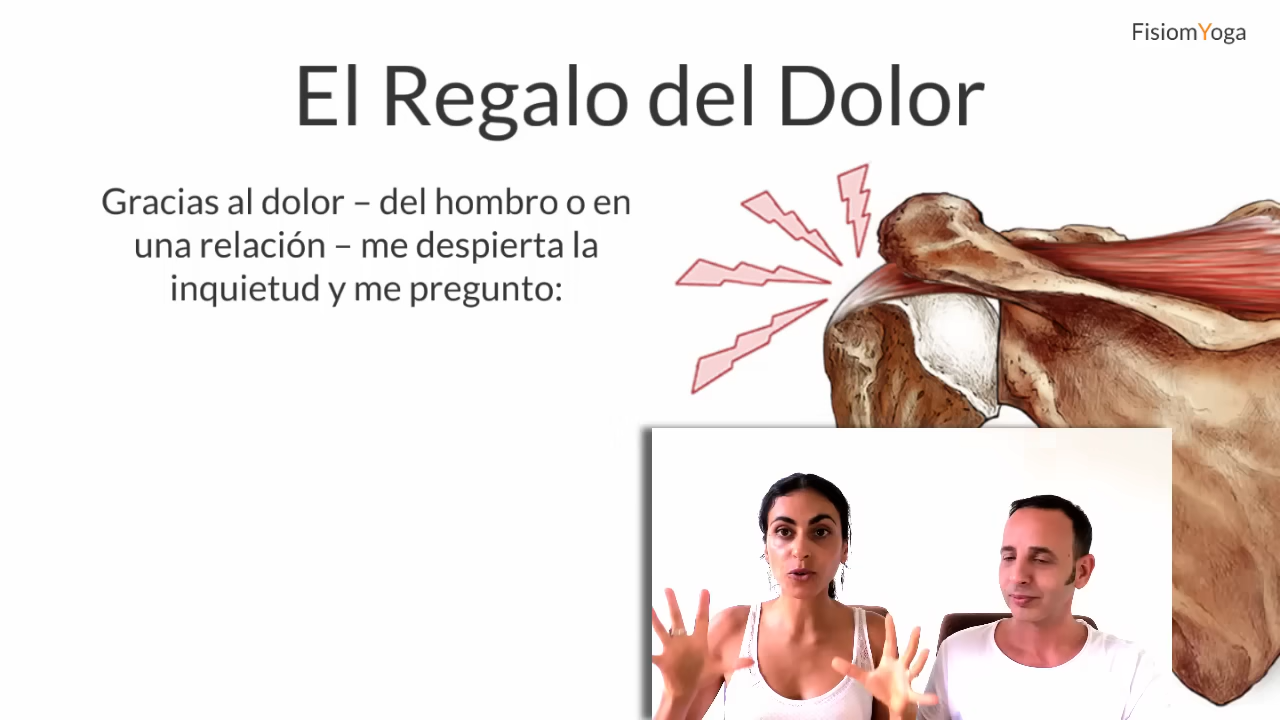 FisiomYoga
El Regalo del Dolor
Gracias al dolor – del hombro o en
una relación – me despierta la
inquietud y me pregunto: